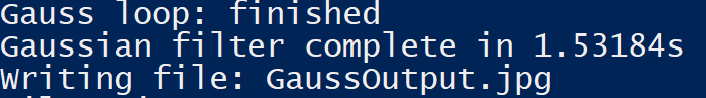 Gauss loop: finished
Gaussian filter complete in 1.53184s
Writing file: GaussOutput.jpg